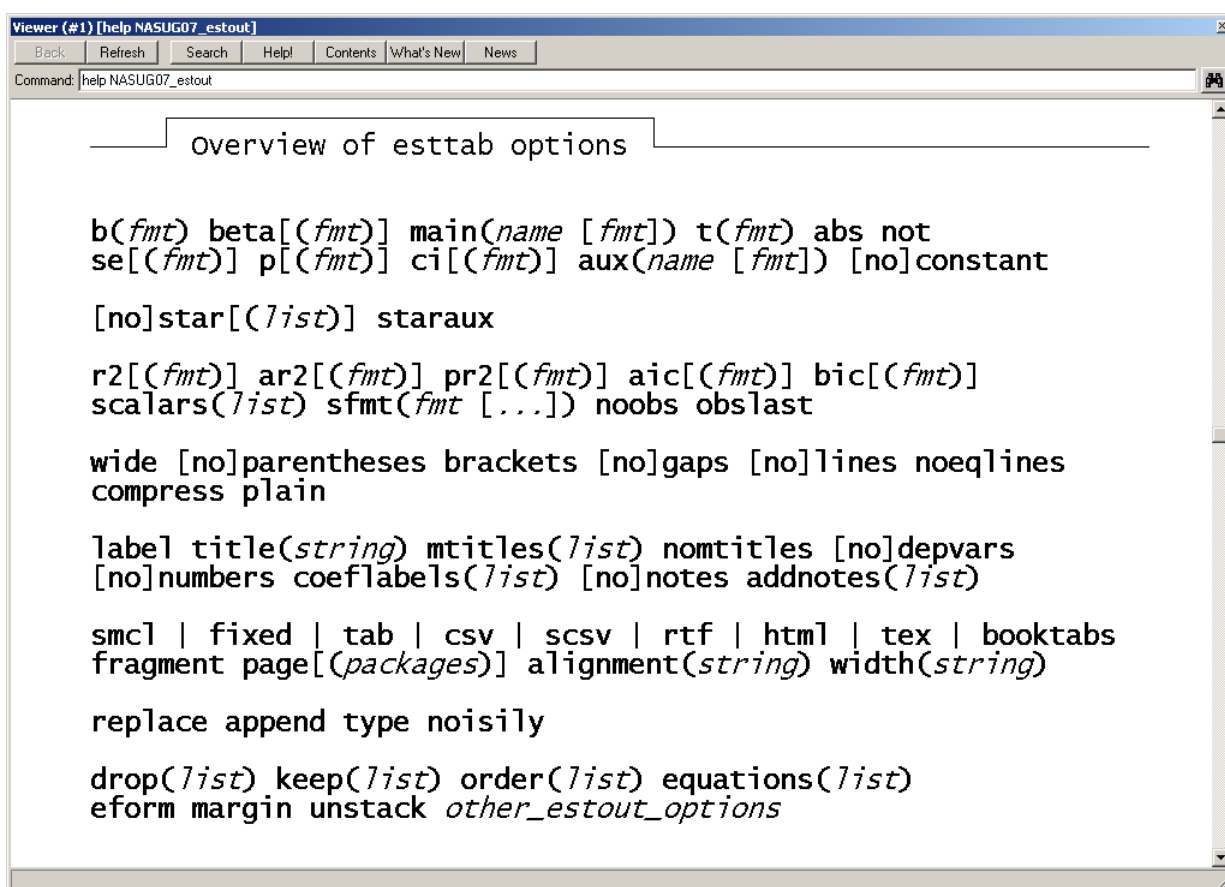 Viewer (#1) [help NASUG07_estout]
Back Refresh Search Help! Contents What's New News
Command: help NASUG07_estout
Overview of esttab options
b(fmt) beta[(fmt)] main(name [fmt]) t(fmt) abs not
se[(fmt)] p[(fmt)] ci[(fmt)] aux(name [fmt]) [no]constant
[no]star[(list)] staraux
r2[(fmt)] ar2[(fmt)] pr2[(fmt)] aic[(fmt)] bic[(fmt)]
scalars(list) sfmt(fmt [...]) noobs obslast
wide [no]parentheses brackets [no]gaps [no]lines noeqlines
compress plain
label title(string) mtitles(list) nomtitles [no]depvars
[no]numbers coeflabels(list) [no]notes addnotes(list)
smcl | fixed | tab | csv | scsv | rtf | html | tex | booktabs
fragment page[(packages)] alignment(string) width(string)
replace append type noisily
drop(list) keep(list) order(list) equations(list)
eform margin unstack other_estout_options